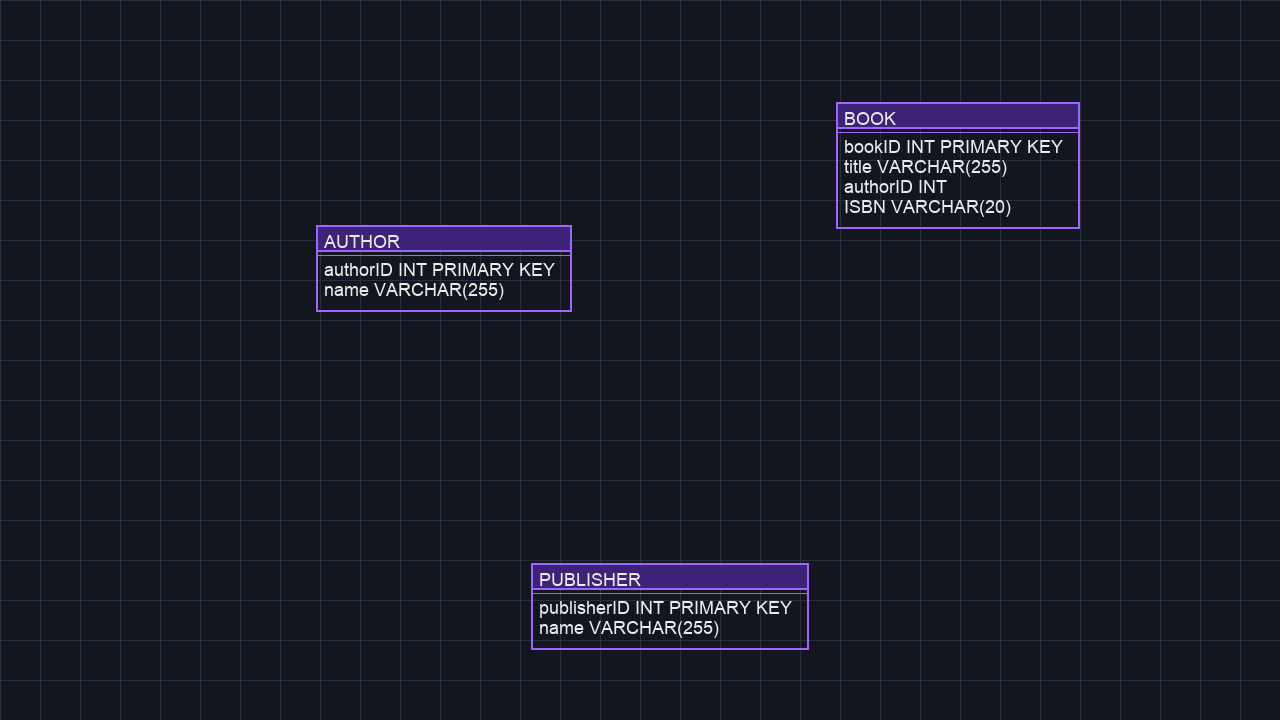 BOOK
bookID INT PRIMARY KEY
title VARCHAR(255)
authorID INT
ISBN VARCHAR(20)
AUTHOR
authorID INT PRIMARY KEY
name VARCHAR(255)
PUBLISHER
publisherID INT PRIMARY KEY
name VARCHAR(255)